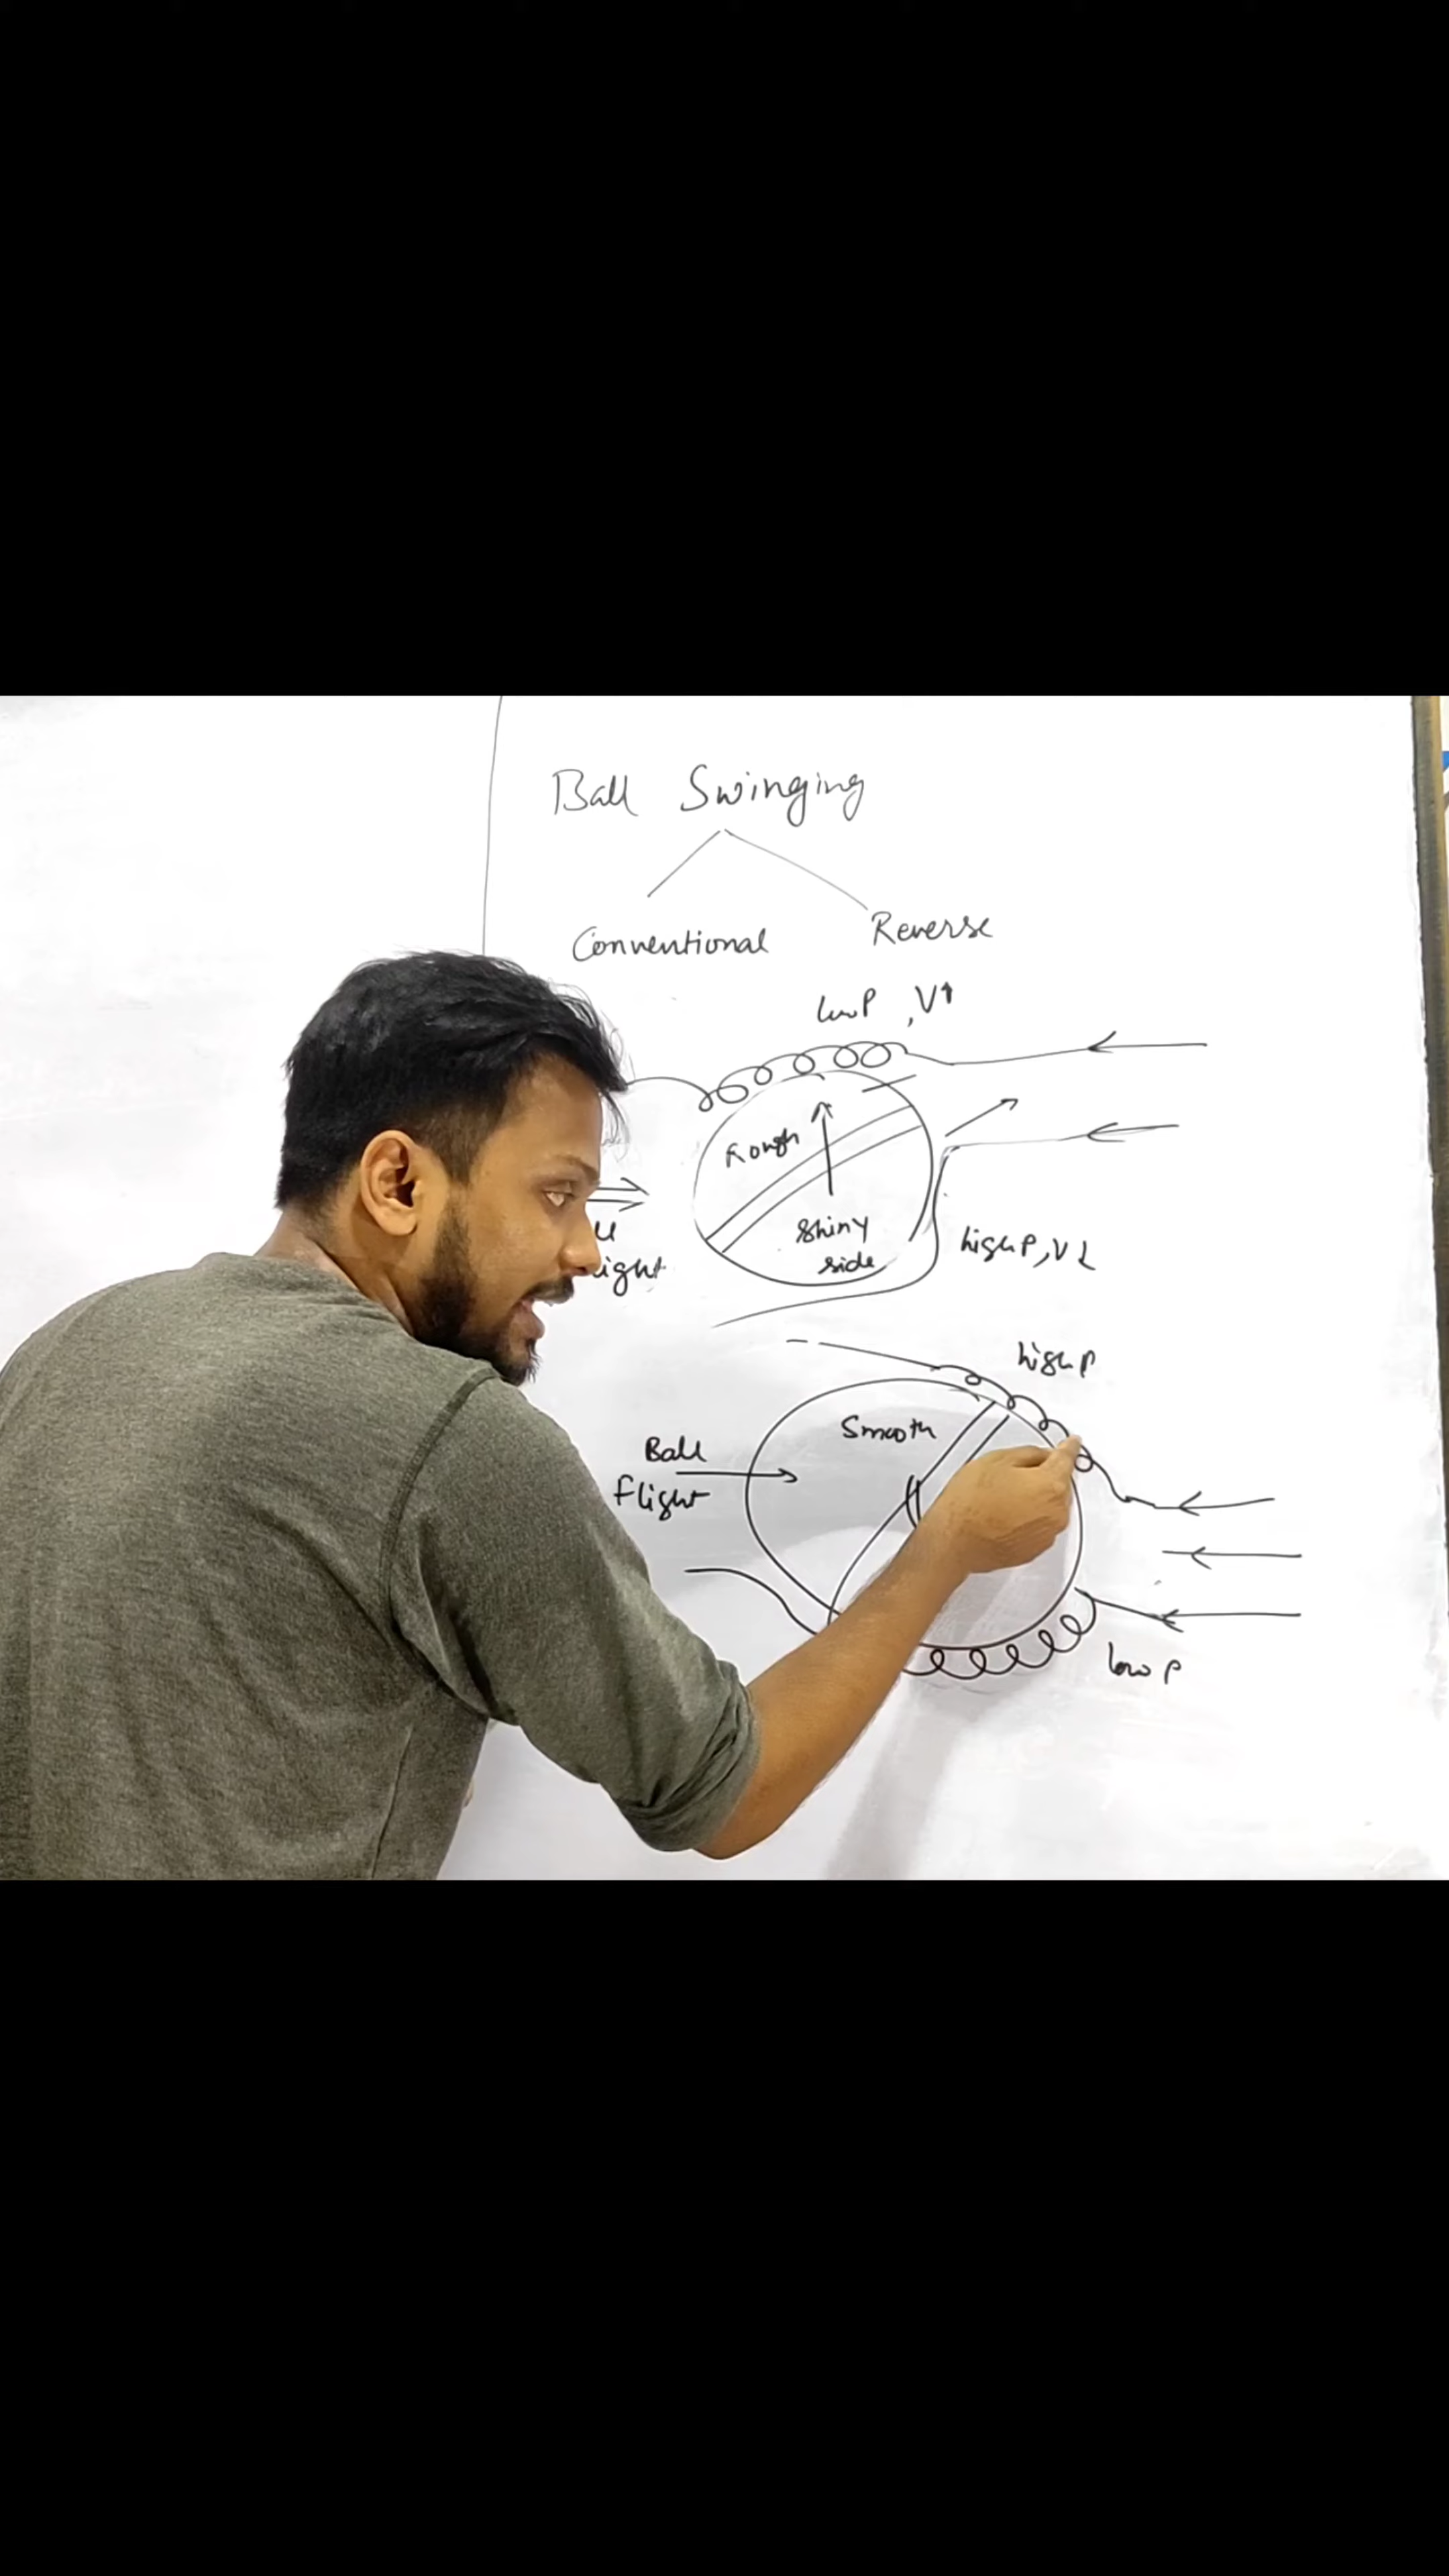 Ball Swinging
Conventional
Reverse
low P, V↑
Rough
Shiny
side
high P, V↓
high P
Smooth
Ball
flight
low P